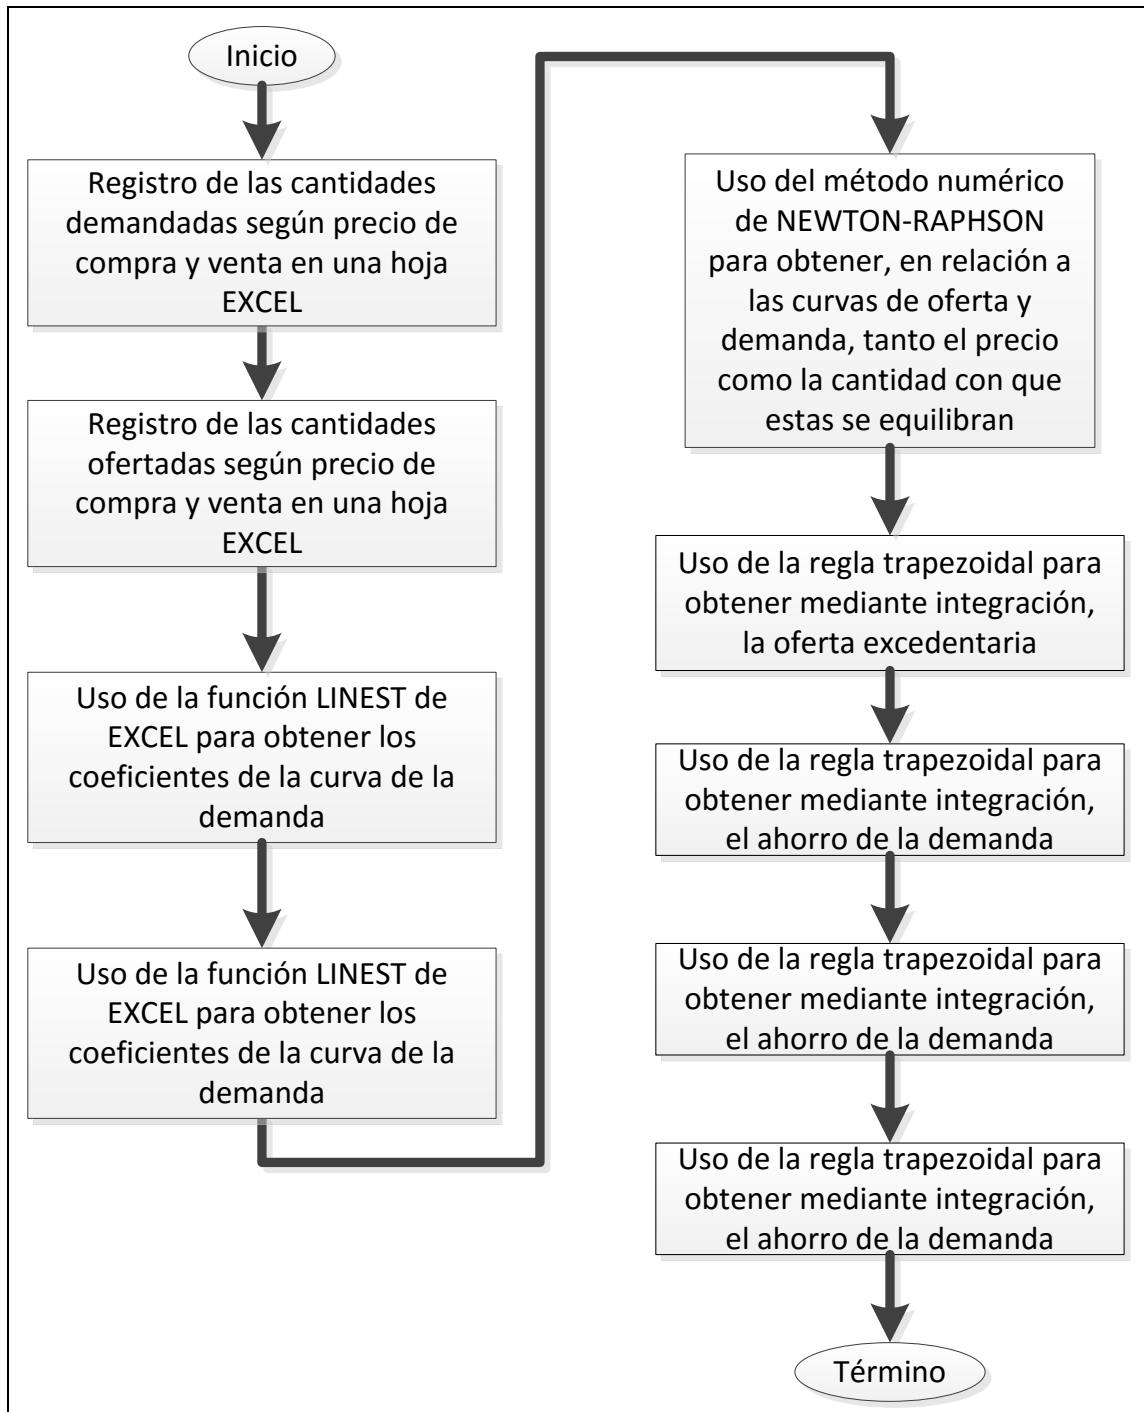 Inicio
Registro de las cantidades
demandadas según precio de
compra y venta en una hoja
EXCEL
Registro de las cantidades
ofertadas según precio de
compra y venta en una hoja
EXCEL
Uso de la función LINEST de
EXCEL para obtener los
coeficientes de la curva de la
demanda
Uso de la función LINEST de
EXCEL para obtener los
coeficientes de la curva de la
demanda
Uso del método numérico
de NEWTON-RAPHSON
para obtener, en relación a
las curvas de oferta y
demanda, tanto el precio
como la cantidad con que
estas se equilibran
Uso de la regla trapezoidal para
obtener mediante integración,
la oferta excedentaria
Uso de la regla trapezoidal para
obtener mediante integración,
el ahorro de la demanda
Uso de la regla trapezoidal para
obtener mediante integración,
el ahorro de la demanda
Uso de la regla trapezoidal para
obtener mediante integración,
el ahorro de la demanda
Término